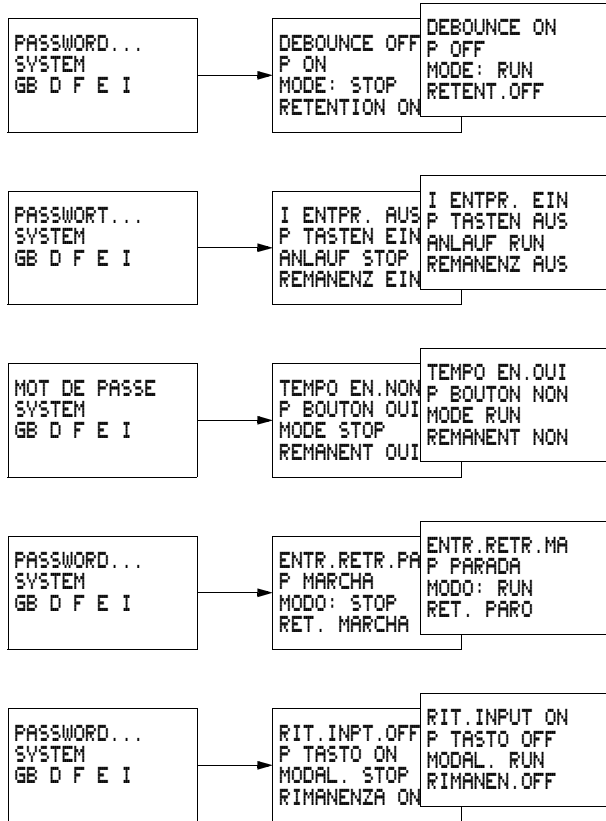 PASSWORD...
SYSTEM
GB D F E I
DEBOUNCE OFF
P ON
MODE: STOP
RETENTION ON
DEBOUNCE ON
P OFF
MODE: RUN
RETENT.OFF
PASSWORT...
SYSTEM
GB D F E I
I ENTPR. AUS
P TASTEN EIN
ANLAUF STOP
REMANENZ EIN
I ENTPR. EIN
P TASTEN AUS
ANLAUF RUN
REMANENZ AUS
MOT DE PASSE
SYSTEM
GB D F E I
TEMPO EN.NON
P BOUTON OUI
MODE STOP
REMANENT OUI
TEMPO EN.OUI
P BOUTON NON
MODE RUN
REMANENT NON
PASSWORD...
SYSTEM
GB D F E I
ENTR.RETR.PA
P MARCHA
MODO: STOP
RET. MARCHA
ENTR.RETR.MA
P PARADA
MODO: RUN
RET. PARO
PASSWORD...
SYSTEM
GB D F E I
RIT.INPT.OFF
P TASTO ON
MODAL. STOP
RIMANENZA ON
RIT.INPUT ON
P TASTO OFF
MODAL. RUN
RIMANEN.OFF